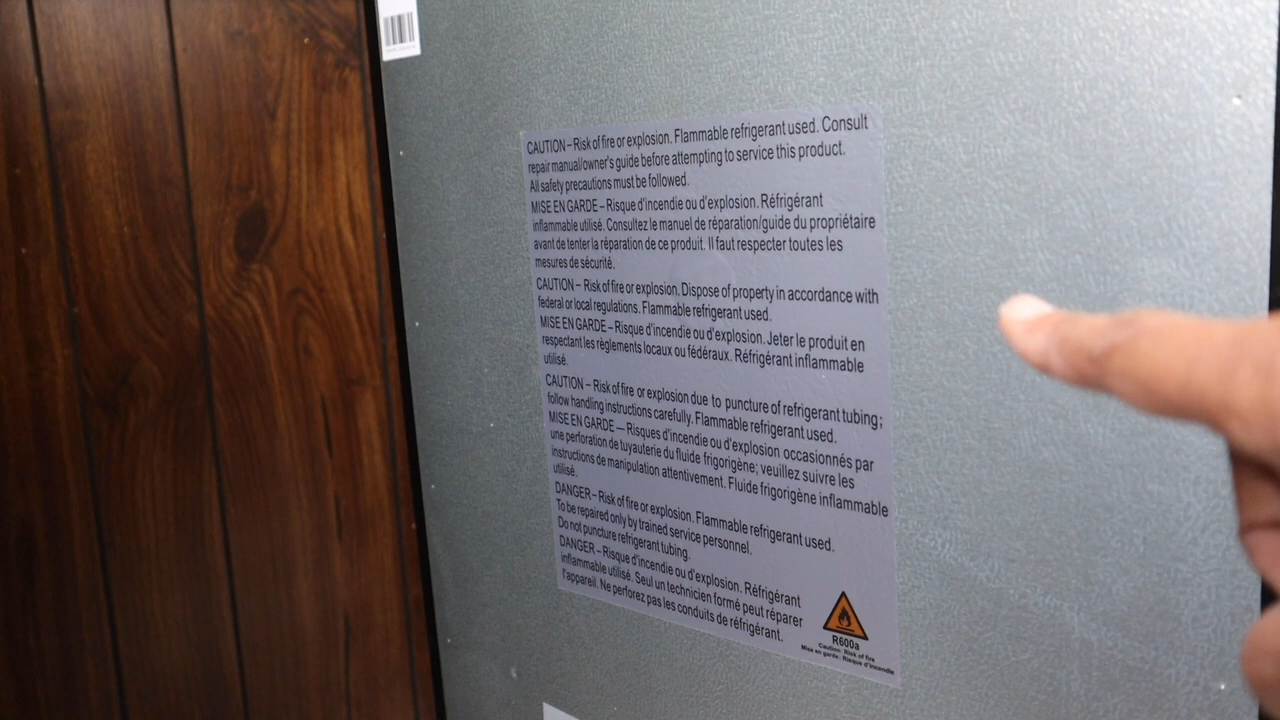 CAUTION – Risk of fire or explosion. Flammable refrigerant used. Consult
repair manual/owner's guide before attempting to service this product.
All safety precautions must be followed.
MISE EN GARDE – Risque d'incendie ou d'explosion. Réfrigérant
inflammable utilisé. Consultez le manuel de réparation/guide du propriétaire
avant de tenter la réparation de ce produit. Il faut respecter toutes les
mesures de sécurité.
CAUTION – Risk of fire or explosion. Dispose of property in accordance with
federal or local regulations. Flammable refrigerant used.
MISE EN GARDE – Risque d'incendie ou d'explosion. Jeter le produit en
respectant les règlements locaux ou fédéraux. Réfrigérant inflammable
utilisé.
CAUTION – Risk of fire or explosion due to puncture of refrigerant tubing;
follow handling instructions carefully. Flammable refrigerant used.
MISE EN GARDE — Risques d'incendie ou d'explosion occasionnés par
une perforation de tuyauterie du fluide frigorigène; veuillez suivre les
instructions de manipulation attentivement. Fluide frigorigène inflammable
utilisé.
DANGER – Risk of fire or explosion. Flammable refrigerant used.
To be repaired only by trained service personnel.
Do not puncture refrigerant tubing.
DANGER – Risque d'incendie ou d'explosion. Réfrigérant
inflammable utilisé. Seul un technicien formé peut réparer
l'appareil. Ne perforez pas les conduits de réfrigérant.
R600a
Caution: Risk of fire
Mise en garde: Risque d'incendie